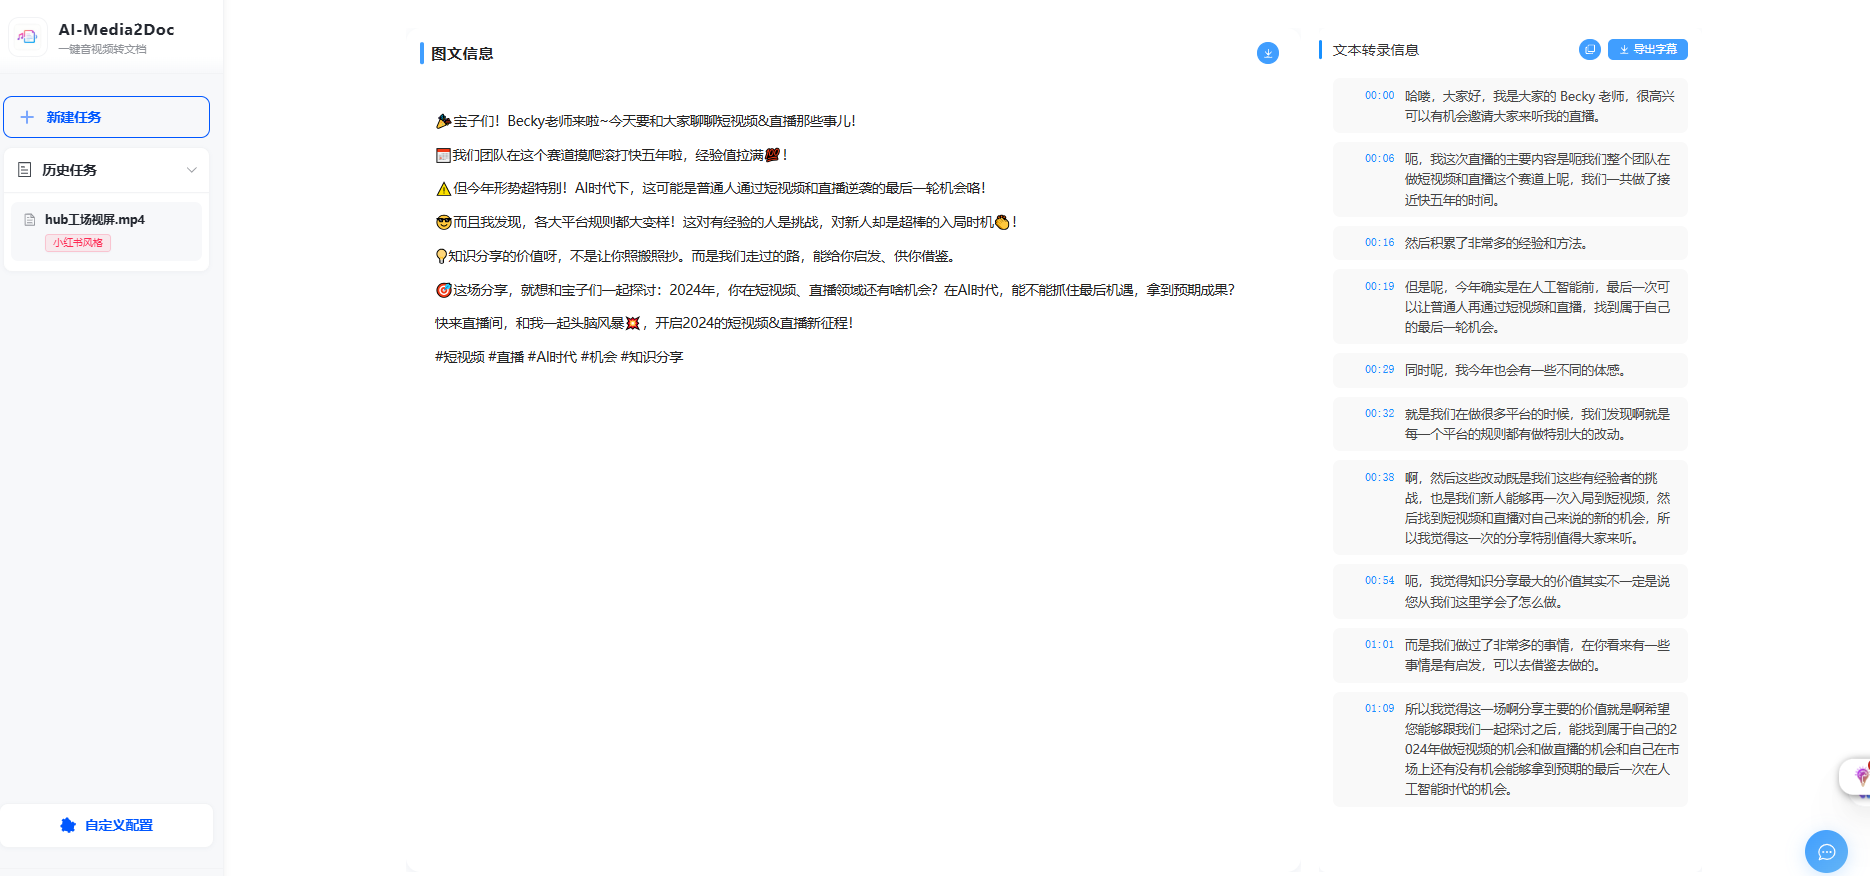 AI-Media2Doc
一键音视频转文档
新建任务
历史任务
hub工场视屏.mp4
小红书风格
自定义配置
图文信息
🎉宝子们！Becky老师来啦~今天要和大家聊聊短视频&直播那些事儿！
📅我们团队在这个赛道摸爬滚打快五年啦，经验值拉满💯！
⚠️但今年形势超特别！AI时代下，这可能是普通人通过短视频和直播逆袭的最后一轮机会咯！
😎而且我发现，各大平台规则都大变样！这对有经验的人是挑战，对新人却是超棒的入局时机👏！
💡知识分享的价值呀，不是让你照搬照抄。而是我们走过的路，能给你启发、供你借鉴。
🎯这场分享，就想和宝子们一起探讨：2024年，你在短视频、直播领域还有啥机会？在AI时代，能不能抓住最后机遇，拿到预期成果？
快来直播间，和我一起头脑风暴💥，开启2024的短视频&直播新征程！
#短视频 #直播 #AI时代 #机会 #知识分享
文本转录信息
导出字幕
00:00 哈喽，大家好，我是大家的 Becky 老师，很高兴
可以有机会邀请大家来听我的直播。
00:06 呃，我这次直播的主要内容是呃我们整个团队在
做短视频和直播这个赛道上呢，我们一共做了接
近快五年的时间。
00:16 然后积累了非常多的经验和方法。
00:19 但是呢，今年确实是在人工智能前，最后一次可
以让普通人再通过短视频和直播，找到属于自己
的最后一轮机会。
00:29 同时呢，我今年也会有一些不同的体感。
00:32 就是我们在做很多平台的时候，我们发现啊就是
每一个平台的规则都有做特别大的改动。
00:38 啊，然后这些改动既是我们这些有经验者的挑
战，也是我们新人能够再一次入局到短视频，然
后找到短视频和直播对自己来说的新的机会，所
以我觉得这一次的分享特别值得大家来听。
00:54 呃，我觉得知识分享最大的价值其实不一定是说
您从我们这里学会了怎么做。
01:01 而是我们做过了非常多的事情，在你看来有一些
事情是有启发，可以去借鉴去做的。
01:09 所以我觉得这一场啊分享主要的价值就是啊希望
您能够跟我们一起探讨之后，能找到属于自己的2
024年做短视频的机会和做直播的机会和自己在市
场上还有没有机会能够拿到预期的最后一次在人
工智能时代的机会。